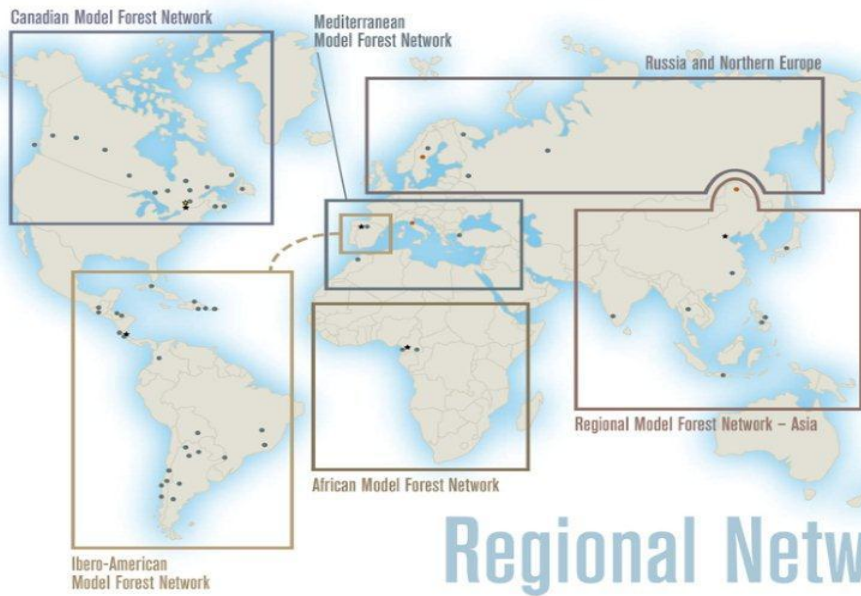 Canadian Model Forest Network
Mediterranean
Model Forest Network
Russia and Northern Europe
Regional Model Forest Network – Asia
African Model Forest Network
Ibero-American
Model Forest Network
Regional Netw